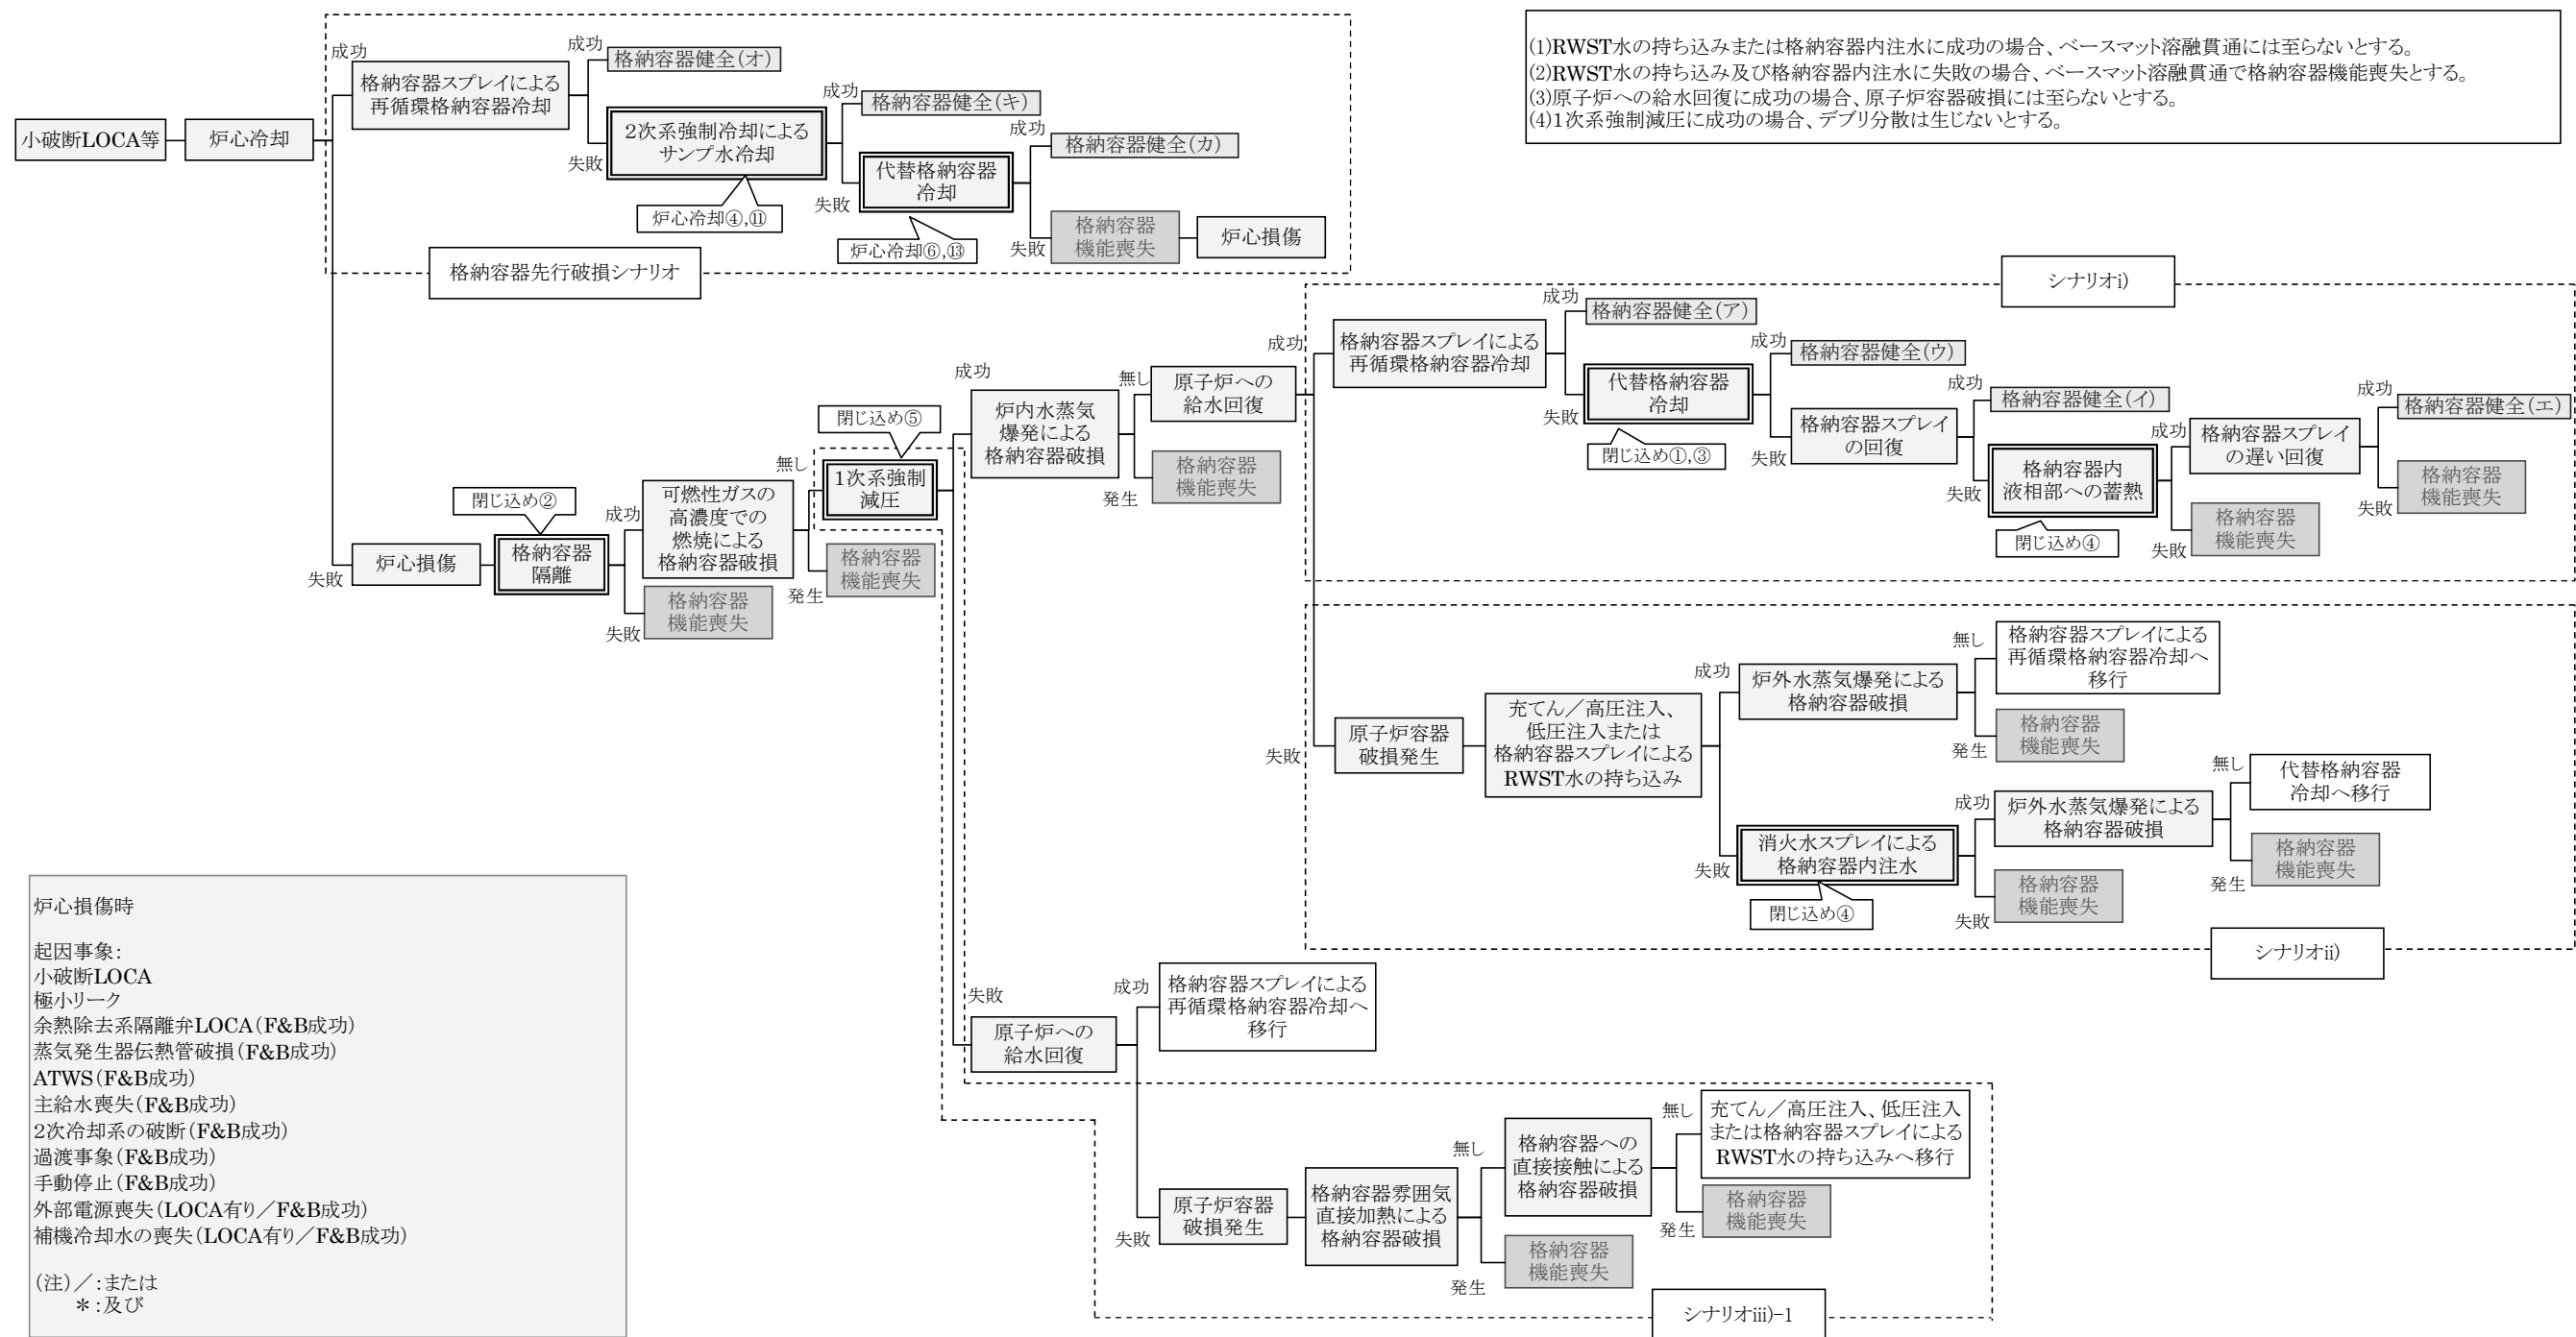 (1)RWST水の持ち込みまたは格納容器内注水に成功の場合、ベースマット溶融貫通には至らないとする。
(2)RWST水の持ち込み及び格納容器内注水に失敗の場合、ベースマット溶融貫通で格納容器機能喪失とする。
(3)原子炉への給水回復に成功の場合、原子炉容器破損には至らないとする。
(4)1次系強制減圧に成功の場合、デブリ分散は生じないとする。
小破断LOCA等
炉心冷却
成功
格納容器スプレイによる
再循環格納容器冷却
成功
格納容器健全(オ)
失敗
2次系強制冷却による
サンプ水冷却
炉心冷却④,⑪
成功
格納容器健全(キ)
失敗
代替格納容器
冷却
炉心冷却⑥,⑬
成功
格納容器健全(カ)
失敗
格納容器
機能喪失
炉心損傷
格納容器先行破損シナリオ
失敗
炉心損傷
閉じ込め②
格納容器
隔離
成功
可燃性ガスの
高濃度での
燃焼による
格納容器破損
失敗
格納容器
機能喪失
無し
閉じ込め⑤
1次系強制
減圧
発生
格納容器
機能喪失
成功
炉内水蒸気
爆発による
格納容器破損
無し
原子炉への
給水回復
発生
格納容器
機能喪失
シナリオi)
成功
格納容器スプレイによる
再循環格納容器冷却
成功
格納容器健全(ア)
失敗
代替格納容器
冷却
閉じ込め①,③
成功
格納容器健全(ウ)
失敗
格納容器スプレイ
の回復
成功
格納容器健全(イ)
失敗
格納容器内
液相部への蓄熱
閉じ込め④
成功
格納容器スプレイ
の遅い回復
失敗
格納容器
機能喪失
成功
格納容器健全(エ)
失敗
格納容器
機能喪失
失敗
原子炉容器
破損発生
充てん／高圧注入、
低圧注入または
格納容器スプレイによる
RWST水の持ち込み
成功
炉外水蒸気爆発による
格納容器破損
無し
格納容器スプレイによる
再循環格納容器冷却へ
移行
発生
格納容器
機能喪失
失敗
消火水スプレイによる
格納容器内注水
閉じ込め④
成功
炉外水蒸気爆発による
格納容器破損
無し
代替格納容器
冷却へ移行
発生
格納容器
機能喪失
失敗
格納容器
機能喪失
シナリオii)
失敗
原子炉への
給水回復
成功
格納容器スプレイによる
再循環格納容器冷却へ
移行
失敗
原子炉容器
破損発生
格納容器雰囲気
直接加熱による
格納容器破損
無し
格納容器への
直接接触による
格納容器破損
無し
充てん／高圧注入、低圧注入
または格納容器スプレイによる
RWST水の持ち込みへ移行
発生
格納容器
機能喪失
発生
格納容器
機能喪失
シナリオiii)-1
炉心損傷時
起因事象:
小破断LOCA
極小リーク
余熱除去系隔離弁LOCA(F&B成功)
蒸気発生器伝熱管破損(F&B成功)
ATWS(F&B成功)
主給水喪失(F&B成功)
2次冷却系の破断(F&B成功)
過渡事象(F&B成功)
手動停止(F&B成功)
外部電源喪失(LOCA有り／F&B成功)
補機冷却水の喪失(LOCA有り／F&B成功)
(注)／:または
＊:及び